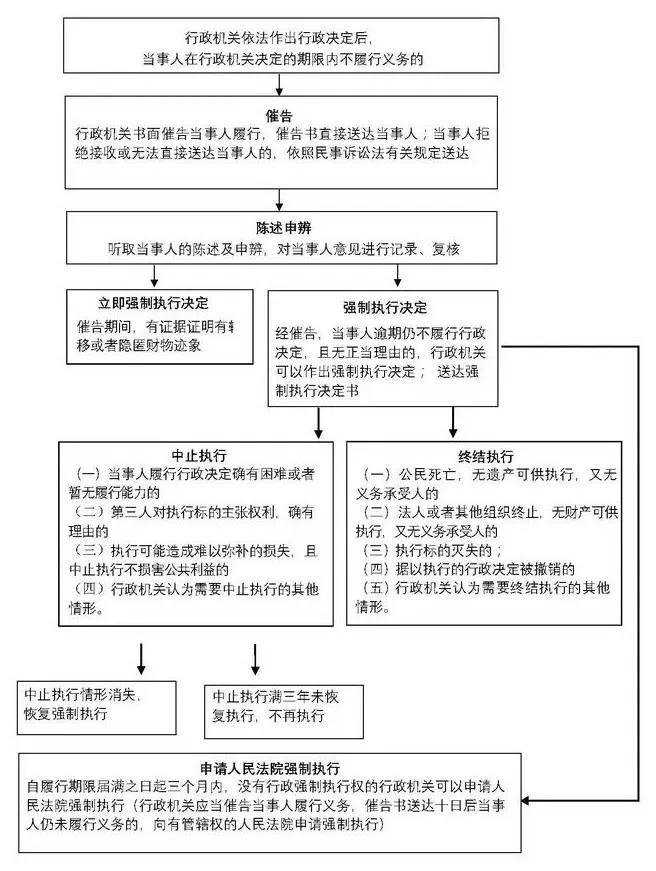 行政机关依法作出行政决定后，
当事人在行政机关决定的期限内不履行义务的
催告
行政机关书面催告当事人履行，催告书直接送达当事人；当事人拒
绝接收或无法直接送达当事人的，依照民事诉讼法有关规定送达
陈述申辨
听取当事人的陈述及申辨，对当事人意见进行记录、复核
立即强制执行决定
催告期间，有证据证明有转
移或者隐匿财物迹象
强制执行决定
经催告，当事人逾期仍不履行行政
决定，且无正当理由的，行政机关
可以作出强制执行决定； 送达强
制执行决定书
中止执行
（一）当事人履行行政决定确有困难或者
暂无履行能力的
（二）第三人对执行标的主张权利，确有
理由的
（三）执行可能造成难以弥补的损失，且
中止执行不损害公共利益的
（四）行政机关认为需要中止执行的其他
情形。
终结执行
（一）公民死亡，无遗产可供执行，又无
义务承受人的
（二）法人或者其他组织终止，无财产可供
执行，又无义务承受人的
（三）执行标的灭失的；
（四）据以执行的行政决定被撤销的
（五）行政机关认为需要终结执行的其他
情形。
中止执行情形消失，
恢复强制执行
中止执行满三年未恢
复执行，不再执行
申请人民法院强制执行
自履行期限届满之日起三个月内，没有行政强制执行权的行政机关可以申请人
民法院强制执行（行政机关应当催告当事人履行义务，催告书送达十日后当事
人仍未履行义务的，向有管辖权的人民法院申请强制执行）